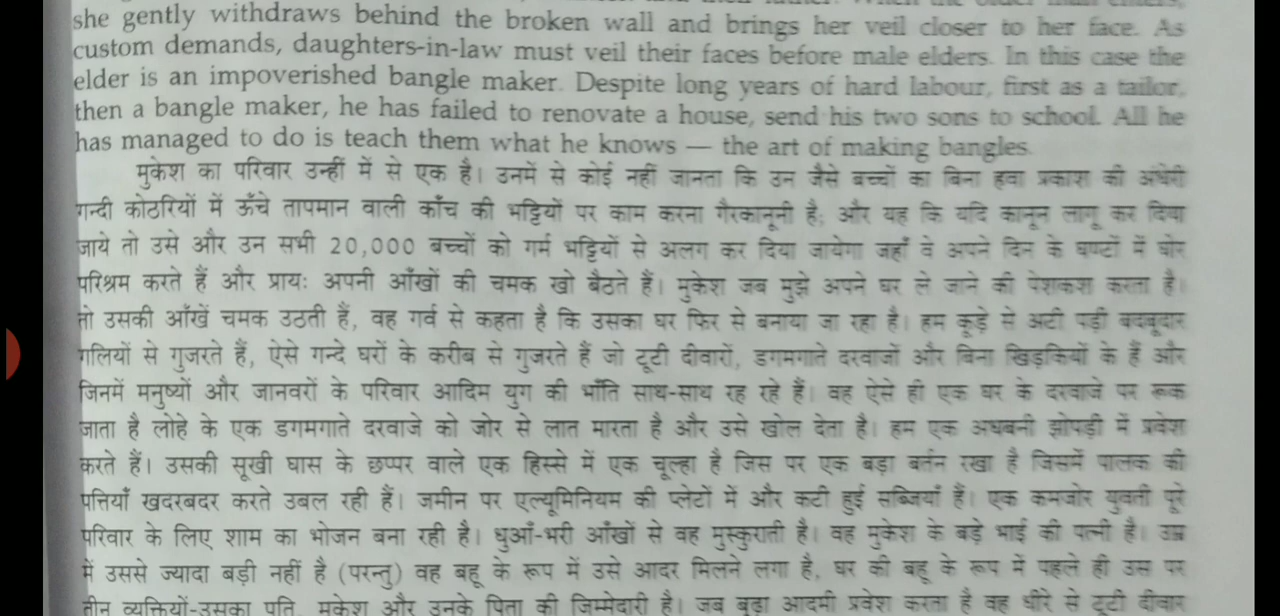 she gently withdraws behind the broken wall and brings her veil closer to her face. As
custom demands, daughters-in-law must veil their faces before male elders. In this case the
elder is an impoverished bangle maker. Despite long years of hard labour, first as a tailor,
then a bangle maker, he has failed to renovate a house, send his two sons to school. All he
has managed to do is teach them what he knows — the art of making bangles.
मुकेश का परिवार उन्हीं में से एक है। उनमें से कोई नहीं जानता कि उन जैसे बच्चों का बिना हवा प्रकाश की अंधेरी
गन्दी कोठरियों में ऊँचे तापमान वाली काँच की भट्टियों पर काम करना गैरकानूनी है; और यह कि यदि कानून लागू कर दिया
जाये तो उसे और उन सभी 20,000 बच्चों को गर्म भट्टियों से अलग कर दिया जायेगा जहाँ वे अपने दिन के घण्टों में घोर
परिश्रम करते हैं और प्रायः अपनी आँखों की चमक खो बैठते हैं। मुकेश जब मुझे अपने घर ले जाने की पेशकश करता है।
तो उसकी आँखें चमक उठती हैं, वह गर्व से कहता है कि उसका घर फिर से बनाया जा रहा है। हम कूड़े से अटी पड़ी बदबूदार
गलियों से गुजरते हैं, ऐसे गन्दे घरों के करीब से गुजरते हैं जो टूटी दीवारों, डगमगाते दरवाजों और बिना खिड़कियों के हैं और
जिनमें मनुष्यों और जानवरों के परिवार आदिम युग की भाँति साथ-साथ रह रहे हैं। वह ऐसे ही एक घर के दरवाजे पर रूक
जाता है लोहे के एक डगमगाते दरवाजे को जोर से लात मारता है और उसे खोल देता है। हम एक अधबनी झोपड़ी में प्रवेश
करते हैं। उसकी सूखी घास के छप्पर वाले एक हिस्से में एक चूल्हा है जिस पर एक बड़ा बर्तन रखा है जिसमें पालक की
पत्तियाँ खदरबदर करते उबल रही हैं। जमीन पर एल्यूमिनियम की प्लेटों में और कटी हुई सब्जियाँ हैं। एक कमजोर युवती पूरे
परिवार के लिए शाम का भोजन बना रही है। धुआँ-भरी आँखों से वह मुस्कुराती है। वह मुकेश के बड़े भाई की पत्नी है। उम्र
में उससे ज्यादा बड़ी नहीं है (परन्तु) वह बहू के रूप में उसे आदर मिलने लगा है, घर की बहू के रूप में पहले ही उस पर
तीन व्यक्तियों-उसका पति, मुकेश और उनके पिता की जिम्मेदारी है। जब बूढ़ा आदमी प्रवेश करता है वह धीरे से टूटी दीवार